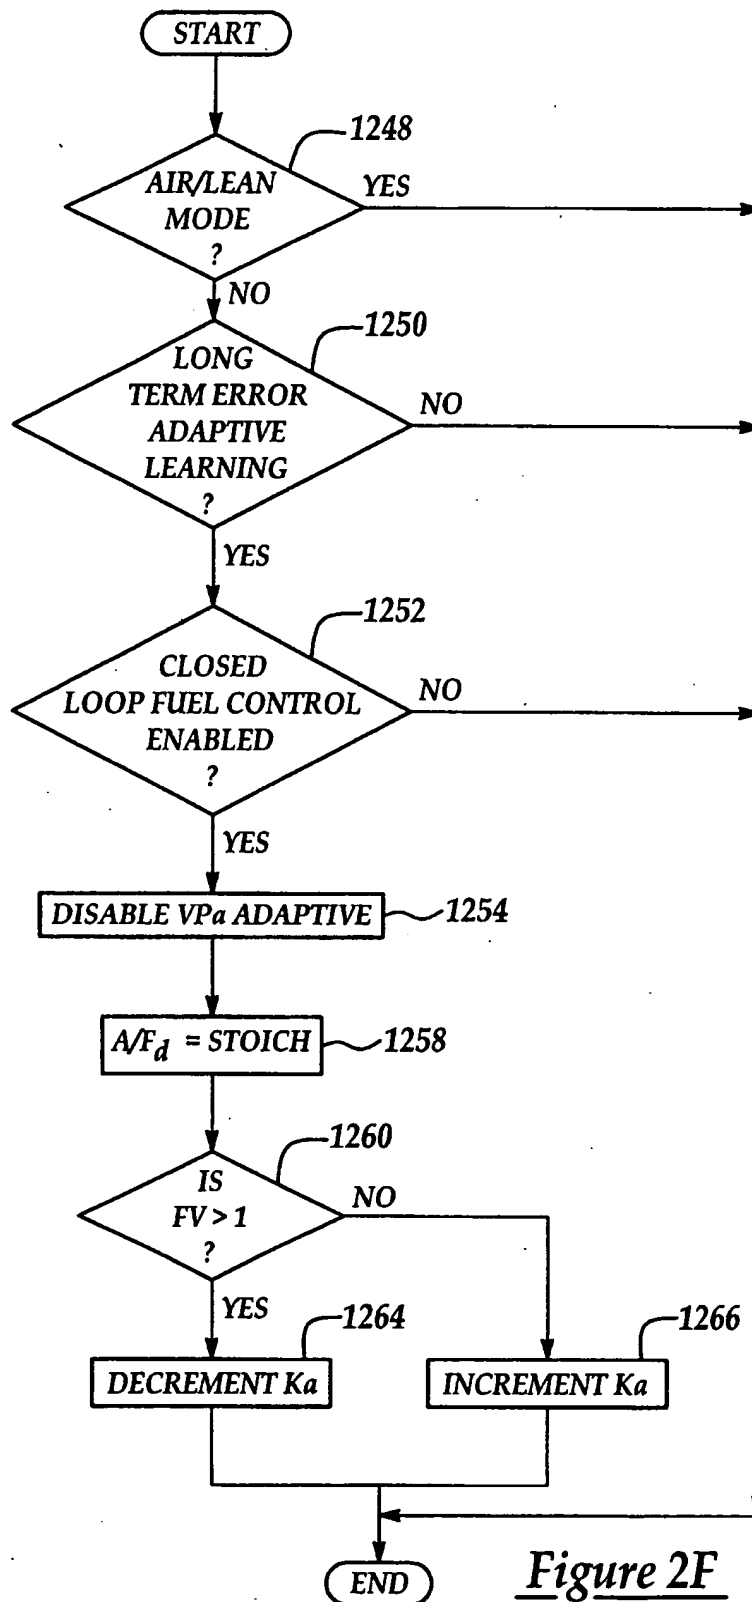 START
1248
AIR/LEAN
MODE
?
YES
NO
1250
LONG
TERM ERROR
ADAPTIVE
LEARNING
?
NO
YES
1252
CLOSED
LOOP FUEL CONTROL
ENABLED
?
NO
YES
DISABLE VPa ADAPTIVE
1254
A/Fd = STOICH
1258
1260
IS
FV > 1
?
NO
YES
1264
1266
DECREMENT Ka
INCREMENT Ka
END
Figure 2F